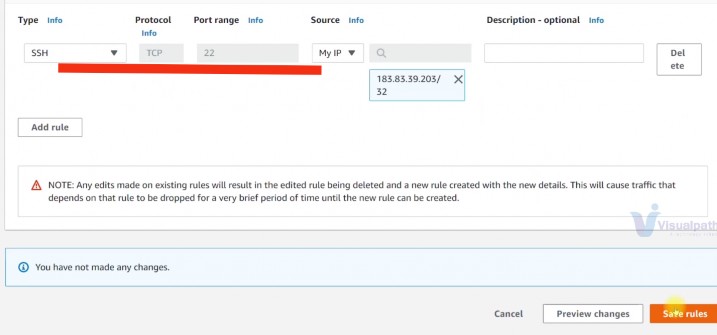 Type Info Protocol Info Port range Info Source Info Description - optional Info
SSH TCP 22 My IP Delete
183.83.39.203/
32
Add rule
NOTE: Any edits made on existing rules will result in the edited rule being deleted and a new rule created with the new details. This will cause traffic that
depends on that rule to be dropped for a very brief period of time until the new rule can be created.
Visualpath
You have not made any changes.
Cancel Preview changes Save rules